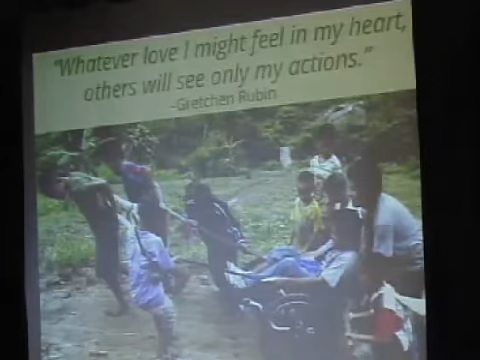 "Whatever love I might feel in my heart,
others will see only my actions."
–Gretchen Rubin